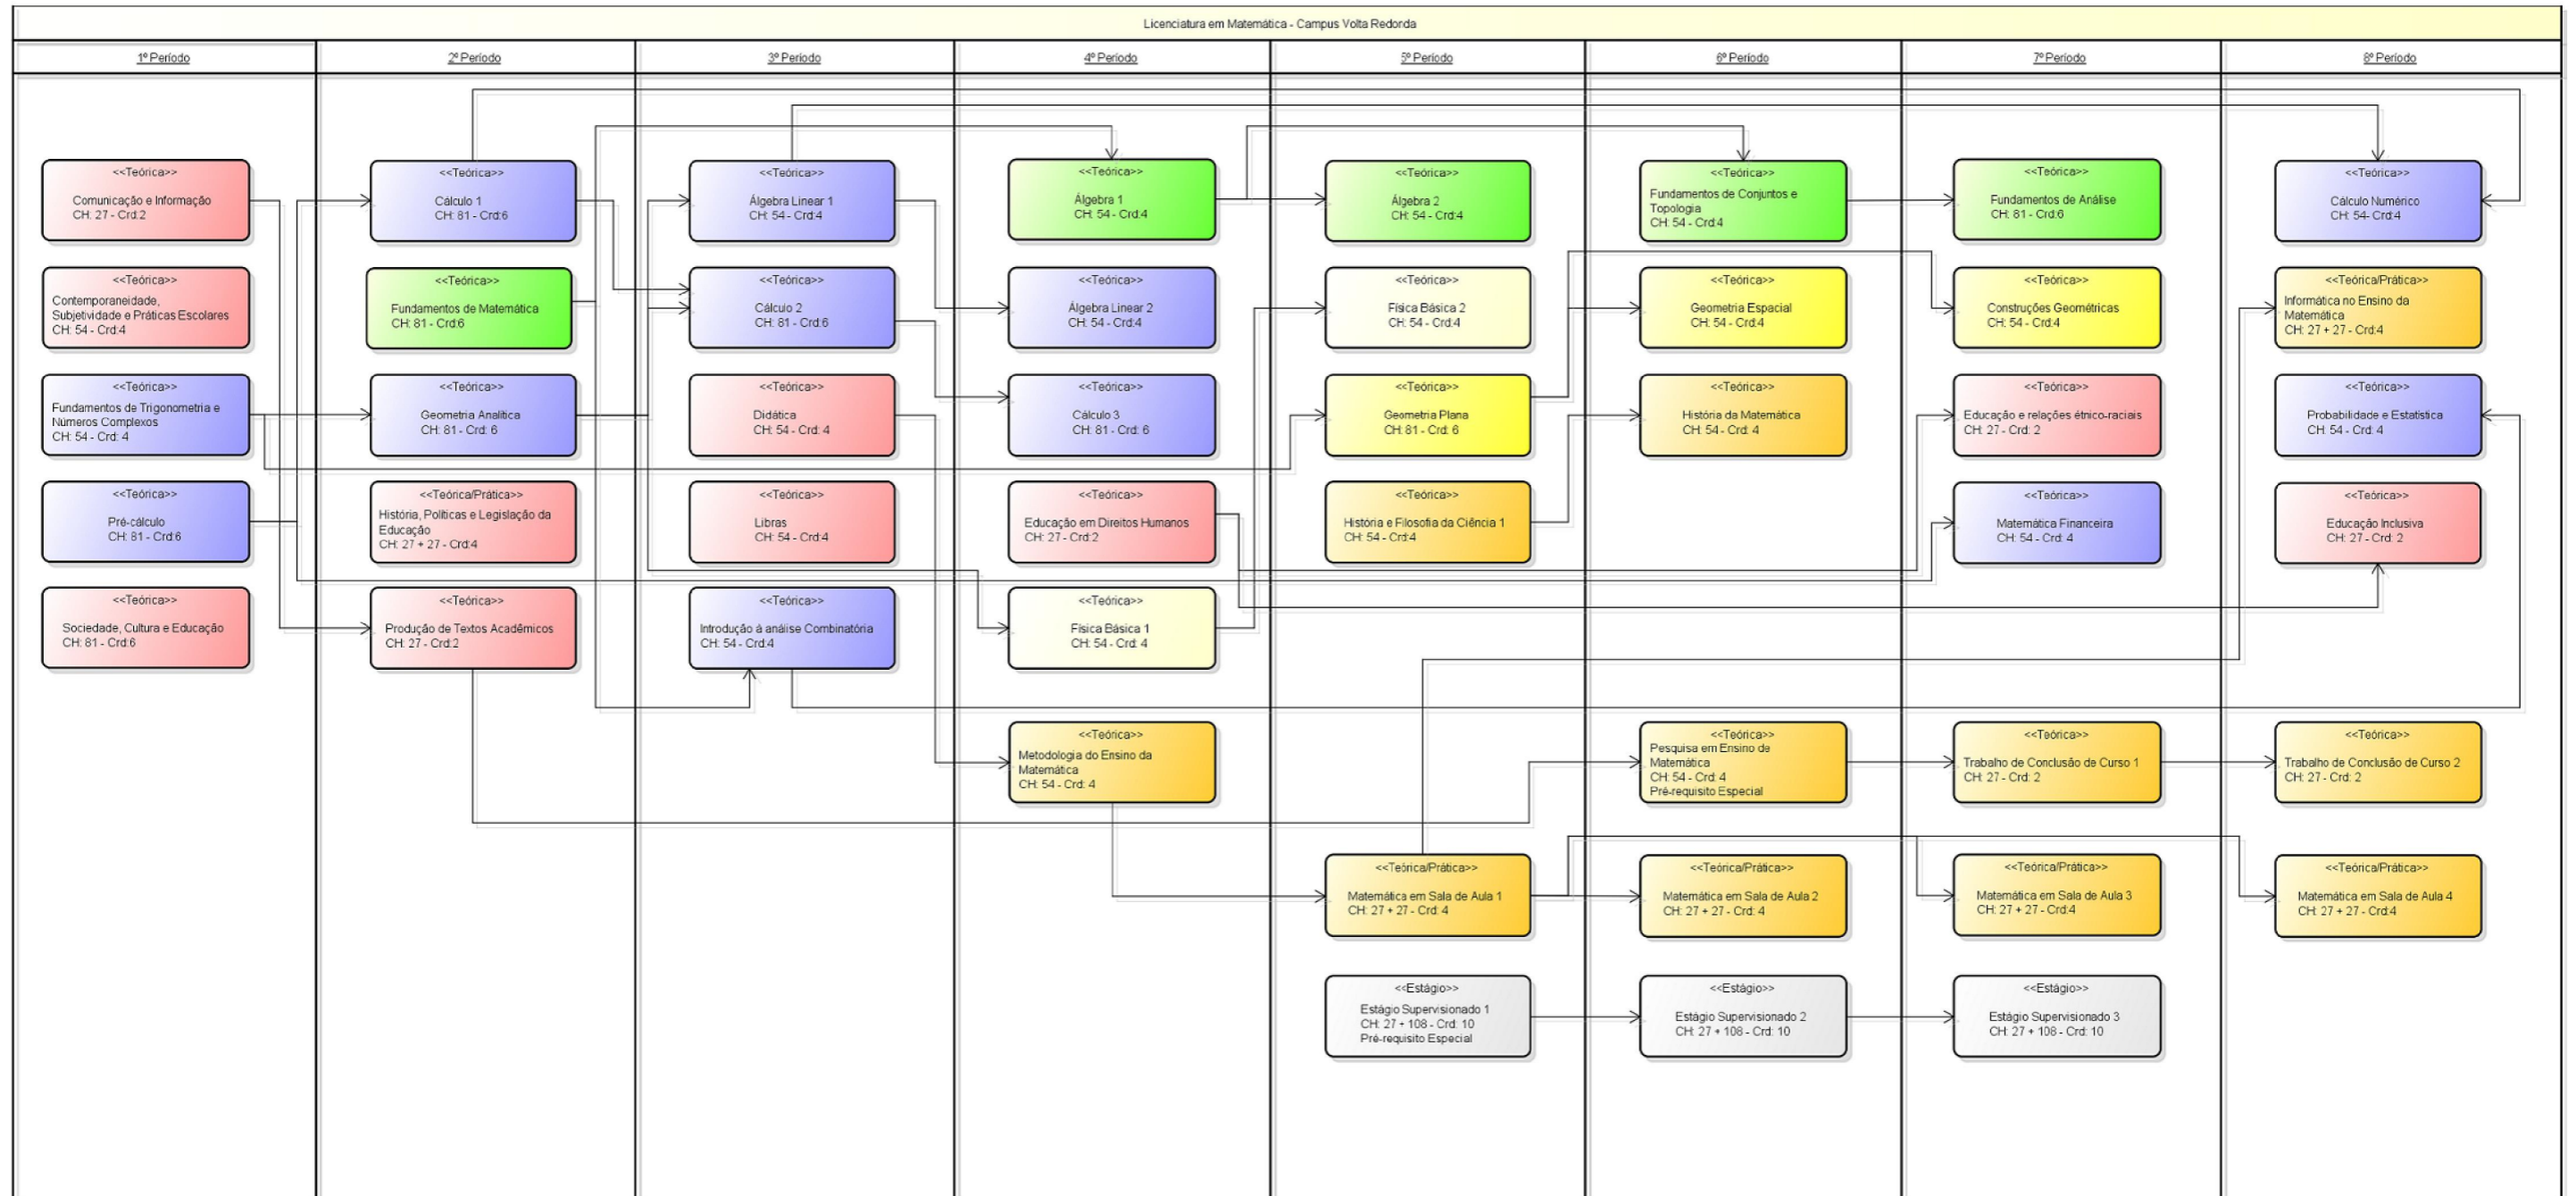 Licenciatura em Matemática - Campus Volta Redorda
1º Período
2º Período
3º Período
4º Período
5º Período
6º Período
7º Período
8º Período
<<Teórica>>
Comunicação e Informação
CH: 27 - Crd:2
<<Teórica>>
Contemporaneidade,
Subjetividade e Práticas Escolares
CH: 54 - Crd:4
<<Teórica>>
Fundamentos de Trigonometria e
Números Complexos
CH: 54 - Crd: 4
<<Teórica>>
Pré-cálculo
CH: 81 - Crd:6
<<Teórica>>
Sociedade, Cultura e Educação
CH: 81 - Crd:6
<<Teórica>>
Cálculo 1
CH: 81 - Crd:6
<<Teórica>>
Fundamentos de Matemática
CH: 81 - Crd:6
<<Teórica>>
Geometria Analítica
CH: 81 - Crd: 6
<<Teórica/Prática>>
História, Políticas e Legislação da
Educação
CH: 27 + 27 - Crd:4
<<Teórica>>
Produção de Textos Acadêmicos
CH: 27 - Crd:2
<<Teórica>>
Álgebra Linear 1
CH: 54 - Crd:4
<<Teórica>>
Cálculo 2
CH: 81 - Crd:6
<<Teórica>>
Didática
CH: 54 - Crd: 4
<<Teórica>>
Libras
CH: 54 - Crd:4
<<Teórica>>
Introdução à análise Combinatória
CH: 54 - Crd:4
<<Teórica>>
Álgebra 1
CH: 54 - Crd:4
<<Teórica>>
Álgebra Linear 2
CH: 54 - Crd:4
<<Teórica>>
Cálculo 3
CH: 81 - Crd: 6
<<Teórica>>
Educação em Direitos Humanos
CH: 27 - Crd:2
<<Teórica>>
Física Básica 1
CH: 54 - Crd: 4
<<Teórica>>
Metodologia do Ensino da
Matemática
CH: 54 - Crd: 4
<<Teórica>>
Álgebra 2
CH: 54 - Crd:4
<<Teórica>>
Física Básica 2
CH: 54 - Crd:4
<<Teórica>>
Geometria Plana
CH: 81 - Crd: 6
<<Teórica>>
História e Filosofia da Ciência 1
CH: 54 - Crd:4
<<Teórica/Prática>>
Matemática em Sala de Aula 1
CH: 27 + 27 - Crd: 4
<<Estágio>>
Estágio Supervisionado 1
CH: 27 + 108 - Crd: 10
Pré-requisito Especial
<<Teórica>>
Fundamentos de Conjuntos e
Topologia
CH: 54 - Crd:4
<<Teórica>>
Geometria Espacial
CH: 54 - Crd:4
<<Teórica>>
História da Matemática
CH: 54 - Crd: 4
<<Teórica>>
Pesquisa em Ensino de
Matemática
CH: 54 - Crd: 4
Pré-requisito Especial
<<Teórica/Prática>>
Matemática em Sala de Aula 2
CH: 27 + 27 - Crd: 4
<<Estágio>>
Estágio Supervisionado 2
CH: 27 + 108 - Crd: 10
<<Teórica>>
Fundamentos de Análise
CH: 81 - Crd:6
<<Teórica>>
Construções Geométricas
CH: 54 - Crd:4
<<Teórica>>
Educação e relações étnico-raciais
CH: 27 - Crd: 2
<<Teórica>>
Matemática Financeira
CH: 54 - Crd: 4
<<Teórica>>
Trabalho de Conclusão de Curso 1
CH: 27 - Crd: 2
<<Teórica/Prática>>
Matemática em Sala de Aula 3
CH: 27 + 27 - Crd:4
<<Estágio>>
Estágio Supervisionado 3
CH: 27 + 108 - Crd: 10
<<Teórica>>
Cálculo Numérico
CH: 54- Crd:4
<<Teórica/Prática>>
Informática no Ensino da
Matemática
CH: 27 + 27 - Crd:4
<<Teórica>>
Probabilidade e Estatística
CH: 54 - Crd: 4
<<Teórica>>
Educação Inclusiva
CH: 27 - Crd: 2
<<Teórica>>
Trabalho de Conclusão de Curso 2
CH: 27 - Crd: 2
<<Teórica/Prática>>
Matemática em Sala de Aula 4
CH: 27 + 27 - Crd:4